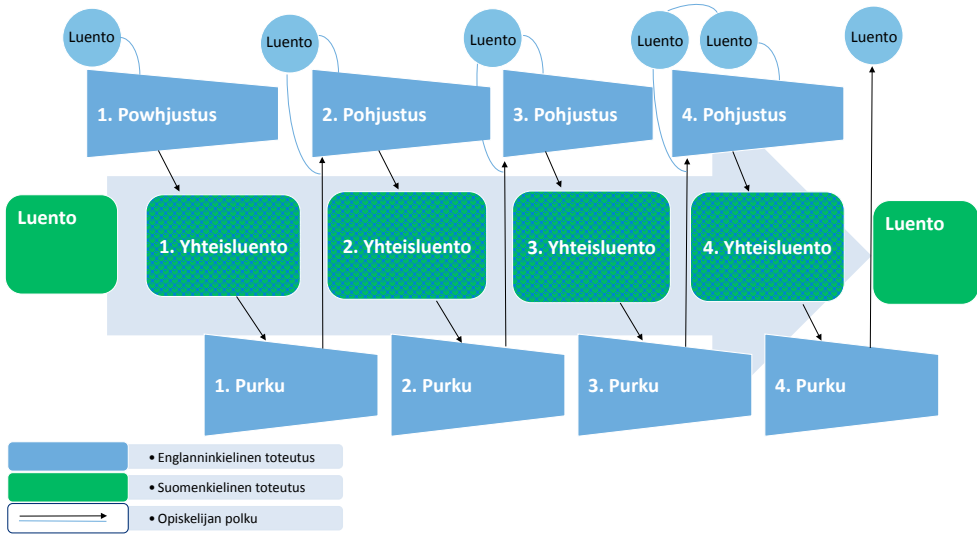 Luento
Luento
Luento
Luento
Luento
Luento
1. Powhjustus
2. Pohjustus
3. Pohjustus
4. Pohjustus
Luento
1. Yhteisluento
2. Yhteisluento
3. Yhteisluento
4. Yhteisluento
Luento
1. Purku
2. Purku
3. Purku
4. Purku
• Englanninkielinen toteutus
• Suomenkielinen toteutus
• Opiskelijan polku